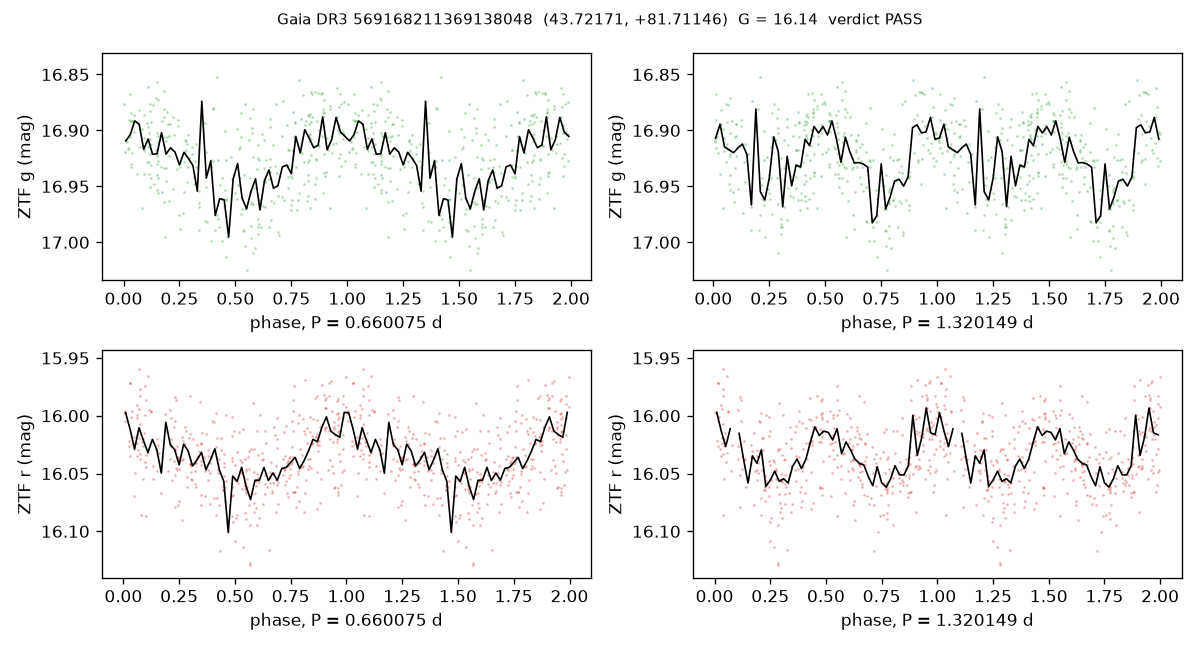 Gaia DR3 569168211369138048 (43.72171, +81.71146) G = 16.14 verdict PASS
ZTF g (mag)
16.85
16.90
16.95
17.00
0.00 0.25 0.50 0.75 1.00 1.25 1.50 1.75 2.00
phase, P = 0.660075 d
ZTF g (mag)
16.85
16.90
16.95
17.00
0.00 0.25 0.50 0.75 1.00 1.25 1.50 1.75 2.00
phase, P = 1.320149 d
ZTF r (mag)
15.95
16.00
16.05
16.10
0.00 0.25 0.50 0.75 1.00 1.25 1.50 1.75 2.00
phase, P = 0.660075 d
ZTF r (mag)
15.95
16.00
16.05
16.10
0.00 0.25 0.50 0.75 1.00 1.25 1.50 1.75 2.00
phase, P = 1.320149 d